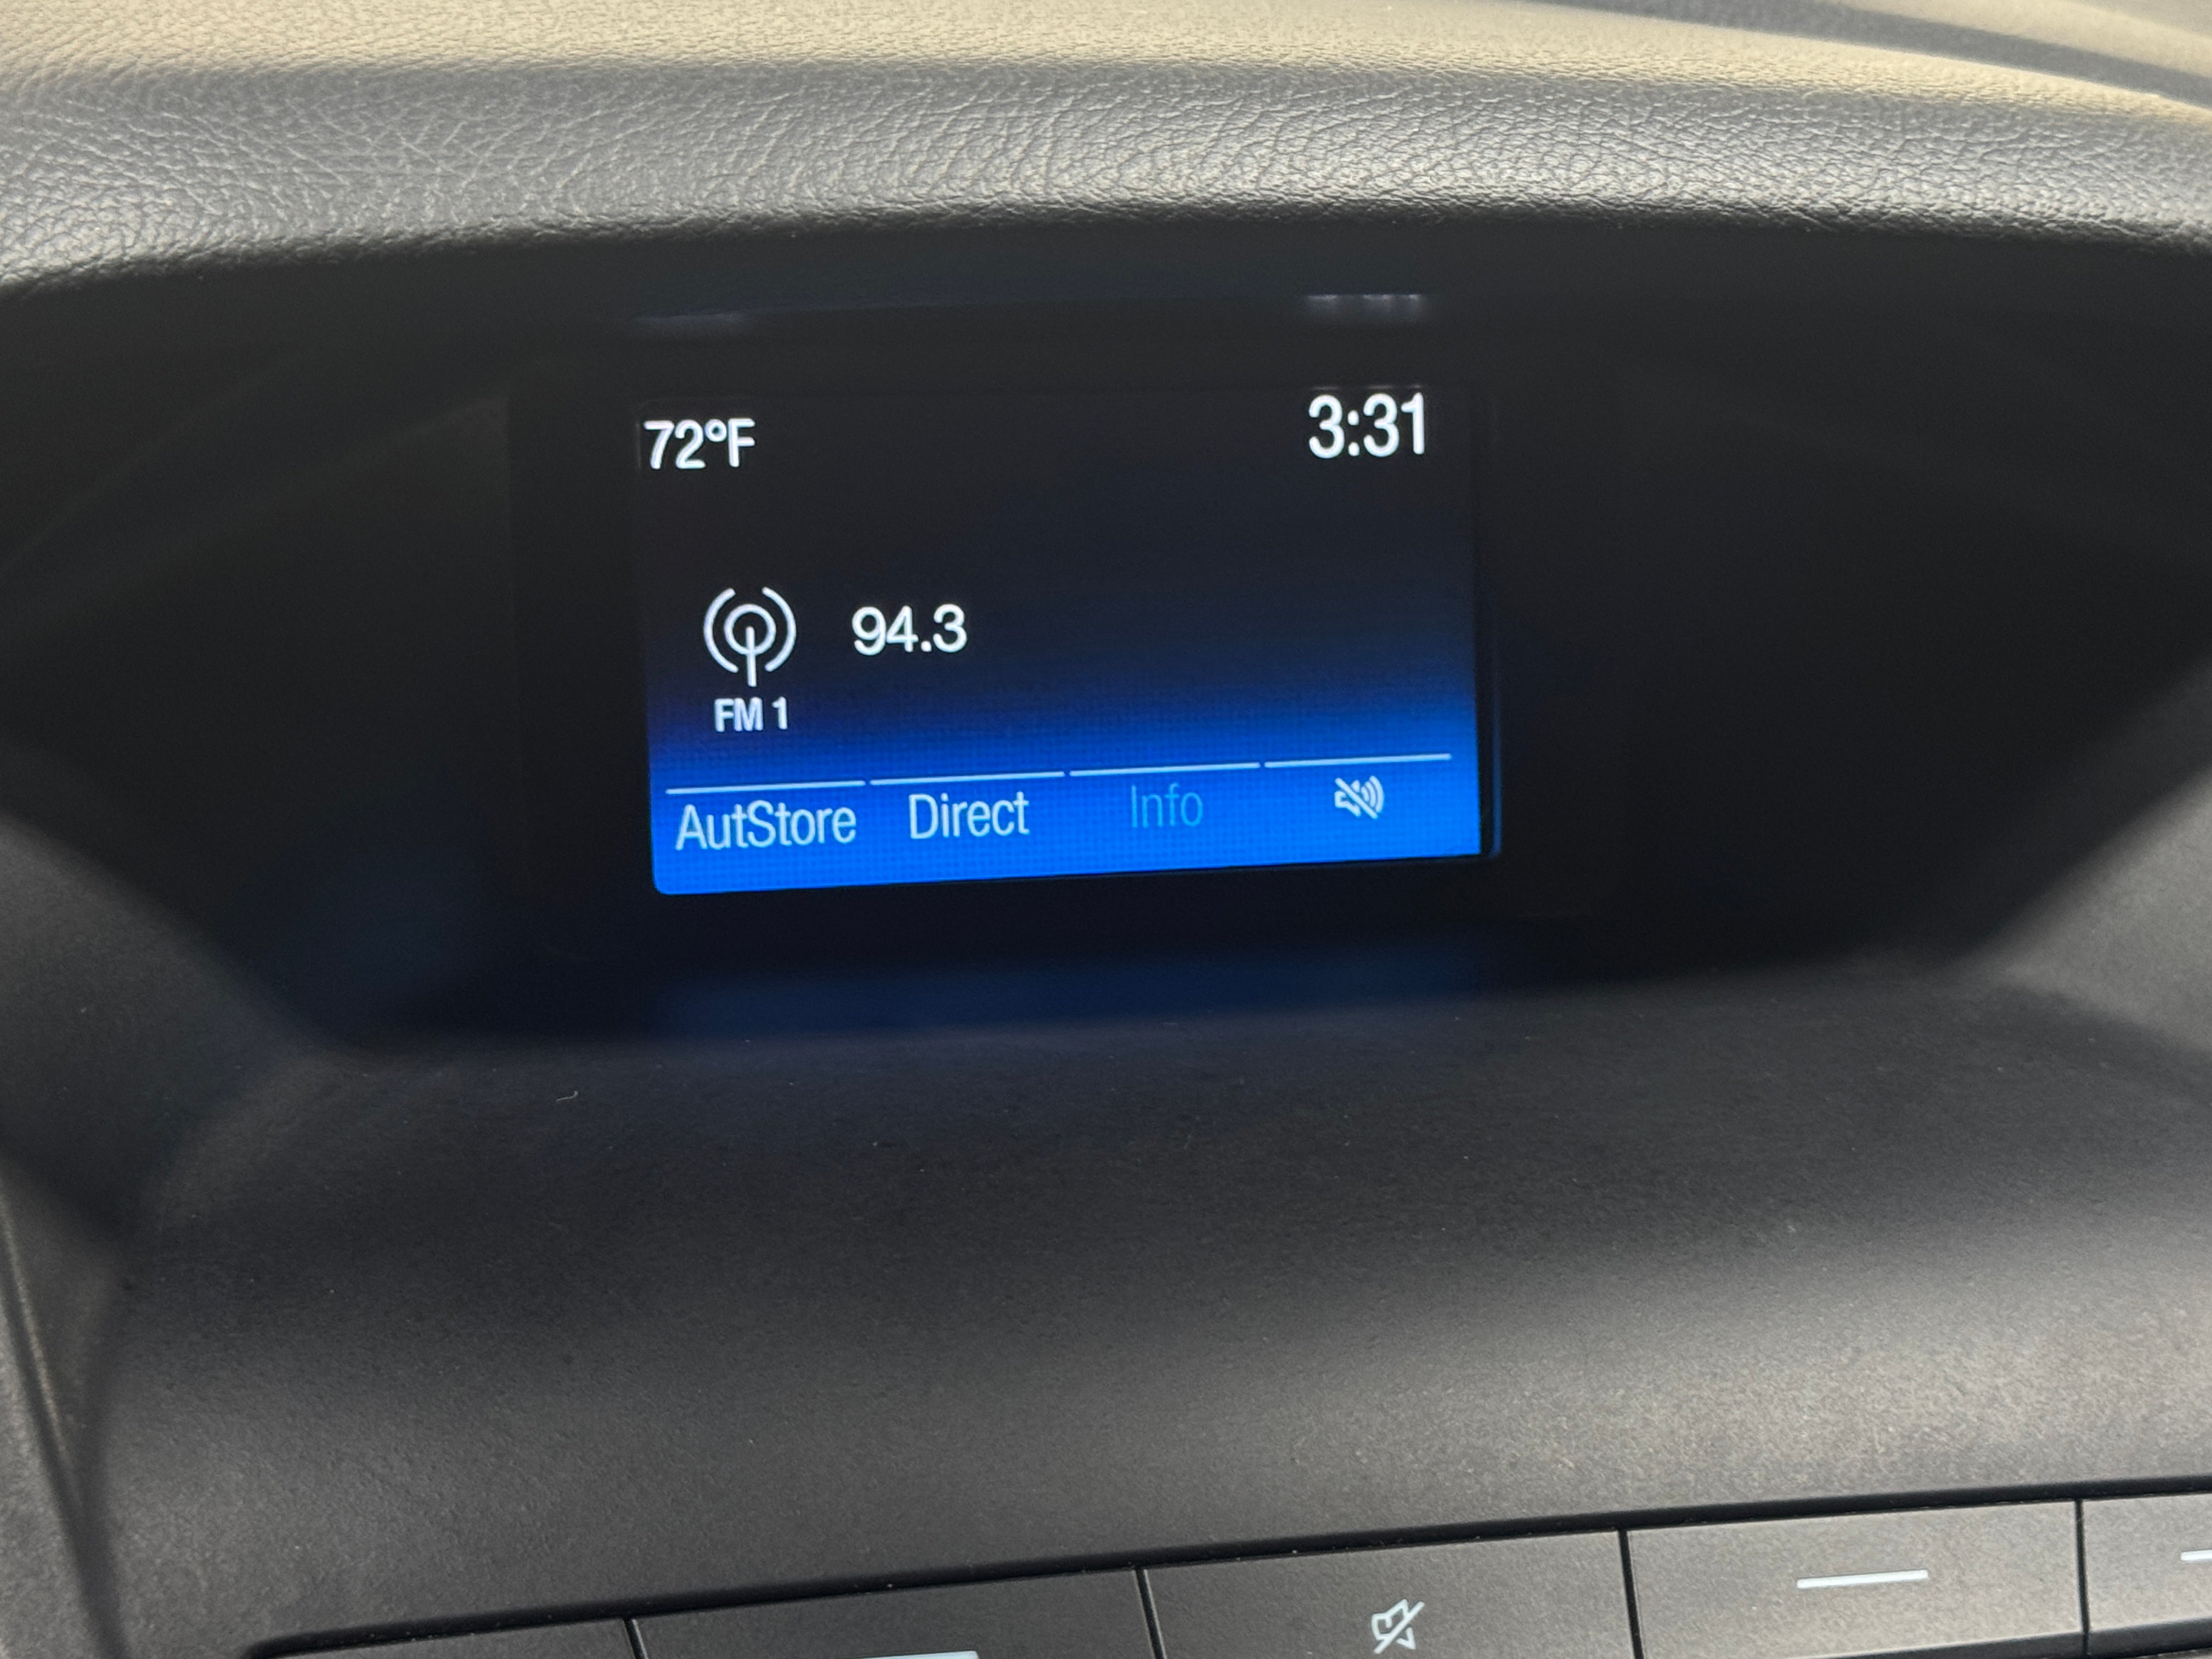 72°F 3:31
94.3
FM 1
AutStore Direct Info